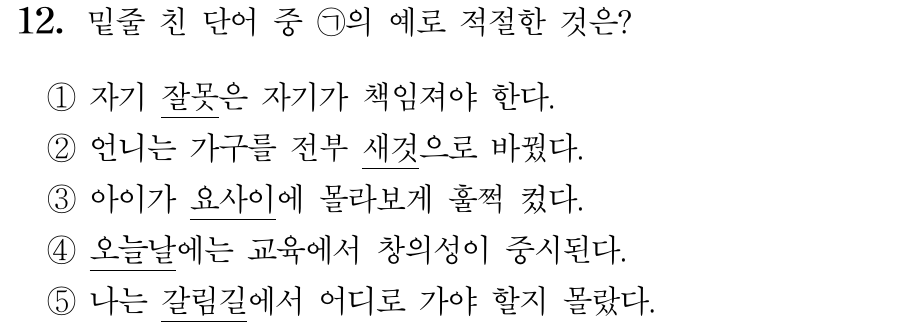 12. 밑줄 친 단어 중 ㉠의 예로 적절한 것은?
① 자기 잘못은 자기가 책임져야 한다.
② 언니는 가구를 전부 새것으로 바꿨다.
③ 아이가 요사이에 몰라보게 훌쩍 컸다.
④ 오늘날에는 교육에서 창의성이 중시된다.
⑤ 나는 갈림길에서 어디로 가야 할지 몰랐다.